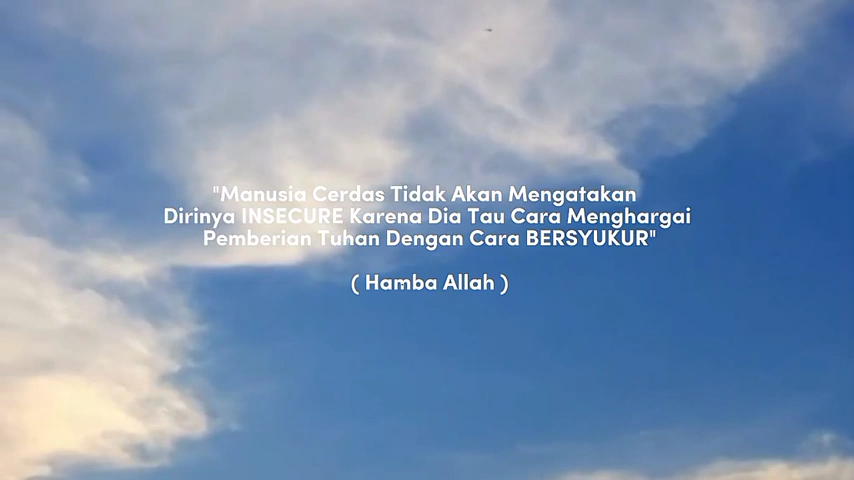 "Manusia Cerdas Tidak Akan Mengatakan
Dirinya INSECURE Karena Dia Tau Cara Menghargai
Pemberian Tuhan Dengan Cara BERSYUKUR"
( Hamba Allah )